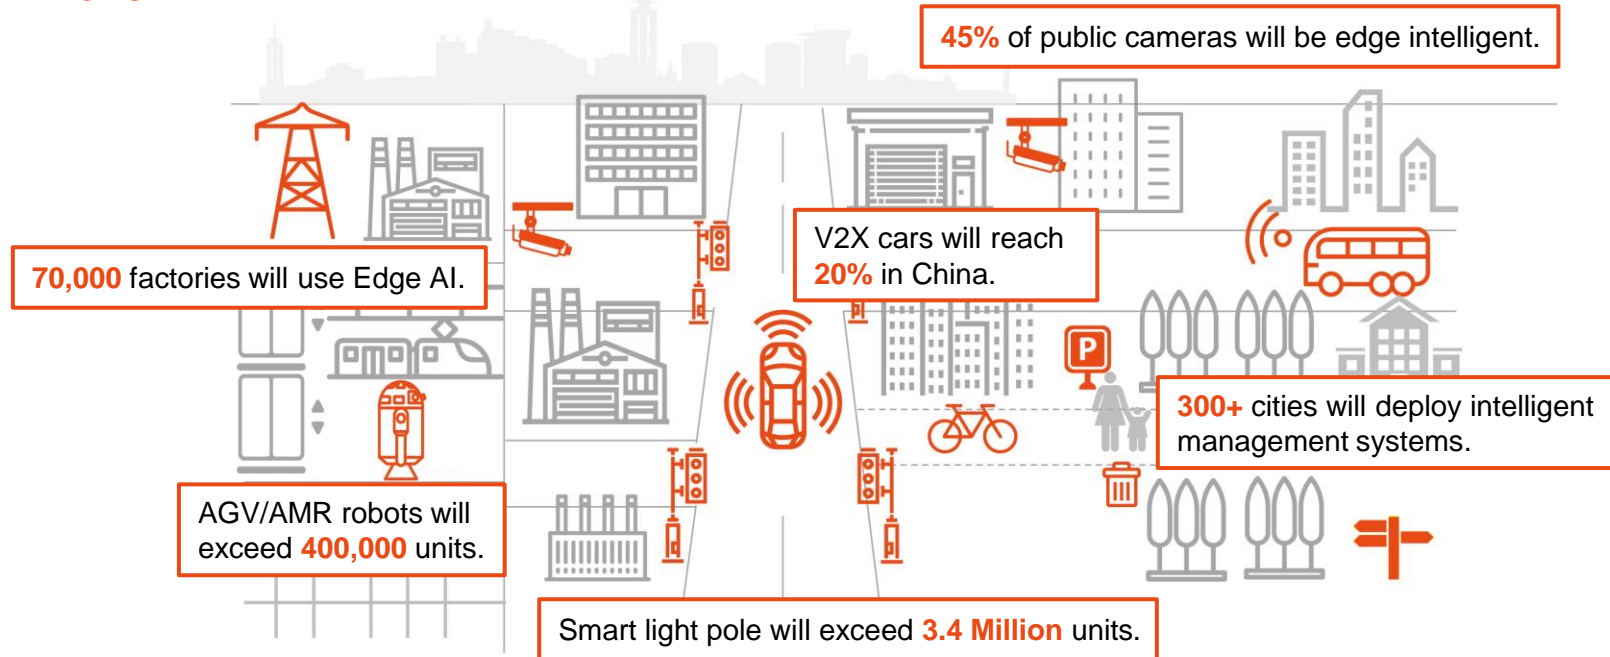 45% of public cameras will be edge intelligent.
V2X cars will reach
20% in China.
70,000 factories will use Edge AI.
P
300+ cities will deploy intelligent
management systems.
AGV/AMR robots will
exceed 400,000 units.
Smart light pole will exceed 3.4 Million units.